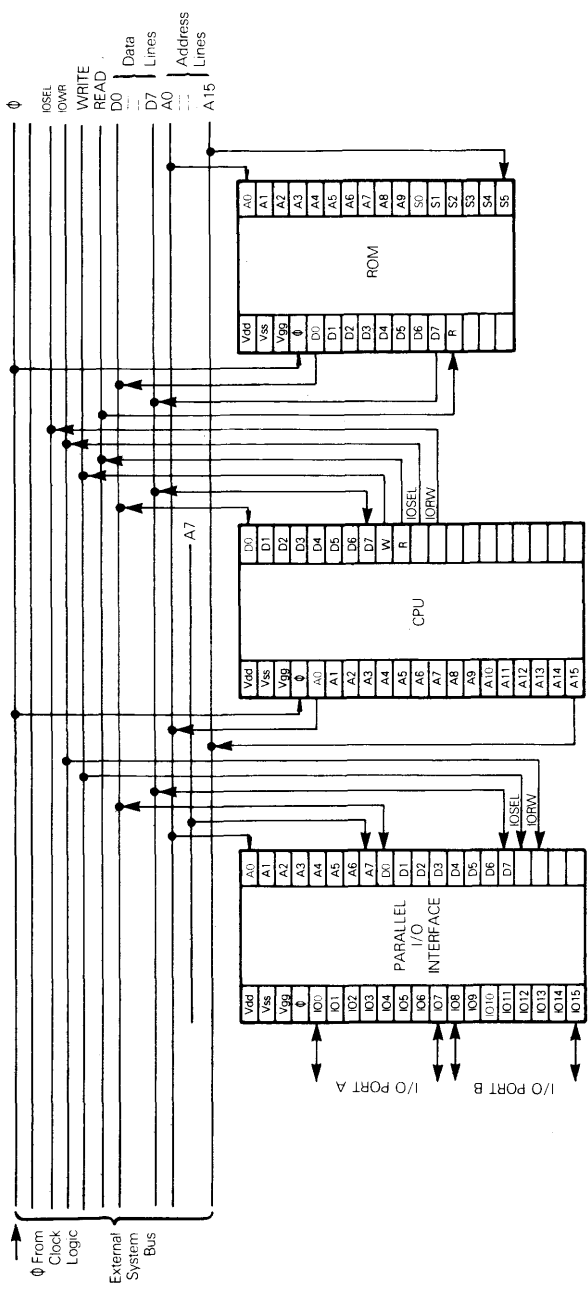 Φ
IOSEL
IOWR
WRITE
READ
D0
Data
Lines
D7
A0
Address
Lines
A15
Φ From
Clock
Logic
External
System
Bus
A7
Vdd
Vss
Vgg
Φ
IO0
IO1
IO2
IO3
IO4
IO5
IO6
IO7
IO8
IO9
IO10
IO11
IO12
IO13
IO14
IO15
I/O PORT A
I/O PORT B
PARALLEL
I/O
INTERFACE
A0
A1
A2
A3
A4
A5
A6
A7
D0
D1
D2
D3
D4
D5
D6
D7
IOSEL
IORW
Vdd
Vss
Vgg
Φ
A0
A1
A2
A3
A4
A5
A6
A7
A8
A9
A10
A11
A12
A13
A14
A15
CPU
D0
D1
D2
D3
D4
D5
D6
D7
W
R
IOSEL
IORW
Vdd
Vss
Vgg
Φ
D0
D1
D2
D3
D4
D5
D6
D7
R
ROM
A0
A1
A2
A3
A4
A5
A6
A7
A8
A9
S0
S1
S2
S3
S4
S5